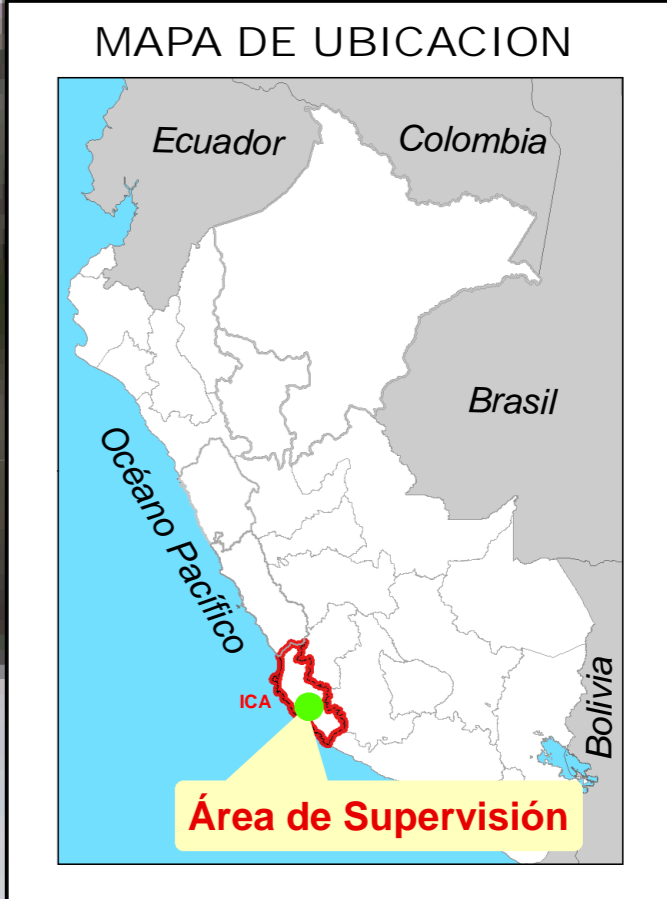 MAPA DE UBICACION
Ecuador
Colombia
Brasil
Océano Pacífico
Bolivia
ICA
Área de Supervisión